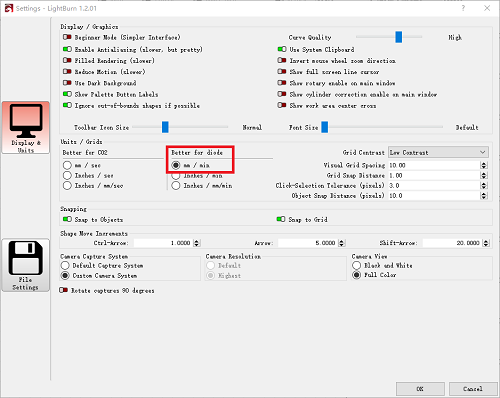 Settings - LightBurn 1.2.01
Display / Graphics
Beginner Mode (Simpler Interface)
Curve Quality
High
Enable Antialiasing (slower, but pretty)
Use System Clipboard
Filled Rendering (slower)
Invert mouse wheel zoom direction
Reduce Motion (slower)
Show full screen line cursor
Use Dark Background
Show rotary enable on main window
Show Palette Button Labels
Show cylinder correction enable on main window
Ignore out-of-bounds shapes if possible
Show work area center cross
Toolbar Icon Size
Normal
Font Size
Default
Display &
Units
Units / Grids
Better for CO2
Better for diode
Grid Contrast
Low Contrast
mm / sec
mm / min
Visual Grid Spacing
10.00
Inches / sec
Inches / min
Grid Snap Distance
1.00
Inches / mm/sec
Inches / mm/min
Click-Selection Tolerance (pixels)
3.0
Object Snap Distance (pixels)
10.0
Snapping
Snap to Objects
Snap to Grid
Shape Move Increments
Ctrl-Arrow:
1.0000
Arrow:
5.0000
Shift-Arrow:
20.0000
Camera Capture System
Camera Resolution
Camera View
Default Capture System
Default
Black and White
Custom Camera System
Highest
Full Color
File
Settings
Rotate captures 90 degrees
OK
Cancel